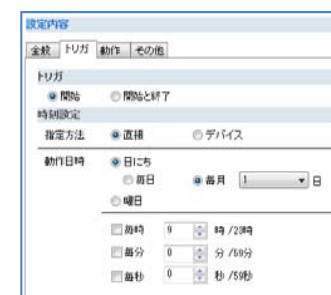 設定内容
全般 トリガ 動作 その他
トリガ
開始 開始と終了
時刻設定
指定方法 直接 デバイス
動作日時 日にち
毎日 毎月 1 日
曜日
毎時 9 時 /23時
毎分 0 分 /59分
毎秒 0 秒 /59秒